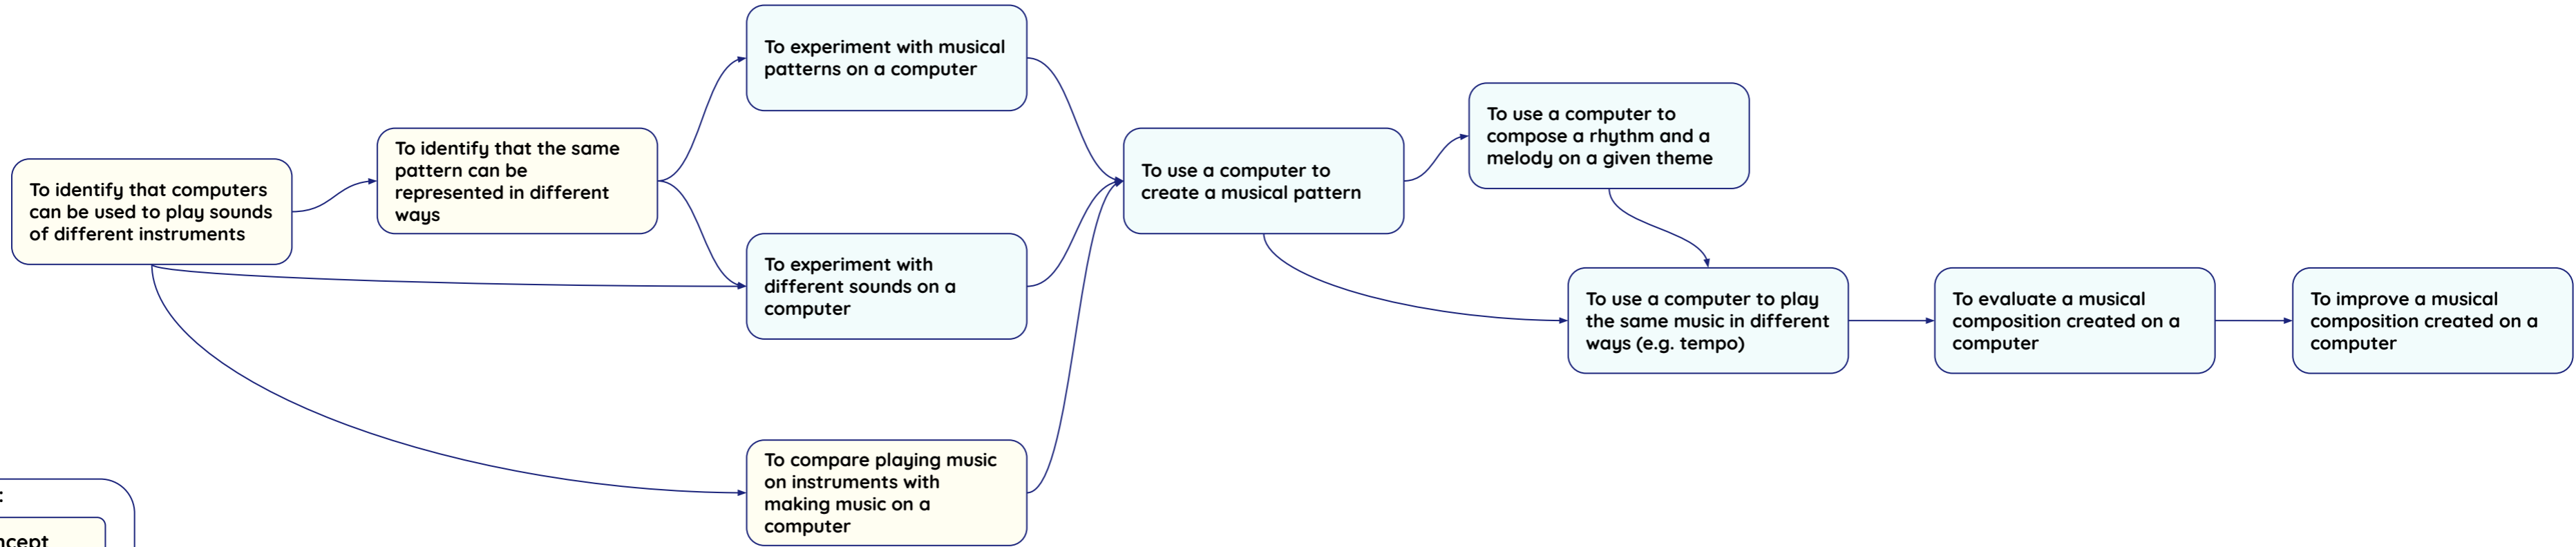 To experiment with musical
patterns on a computer
To use a computer to
compose a rhythm and a
melody on a given theme
To identify that the same
pattern can be
represented in different
ways
To use a computer to
create a musical pattern
To identify that computers
can be used to play sounds
of different instruments
To experiment with
different sounds on a
computer
To use a computer to play
the same music in different
ways (e.g. tempo)
To evaluate a musical
composition created on a
computer
To improve a musical
composition created on a
computer
To compare playing music
on instruments with
making music on a
computer